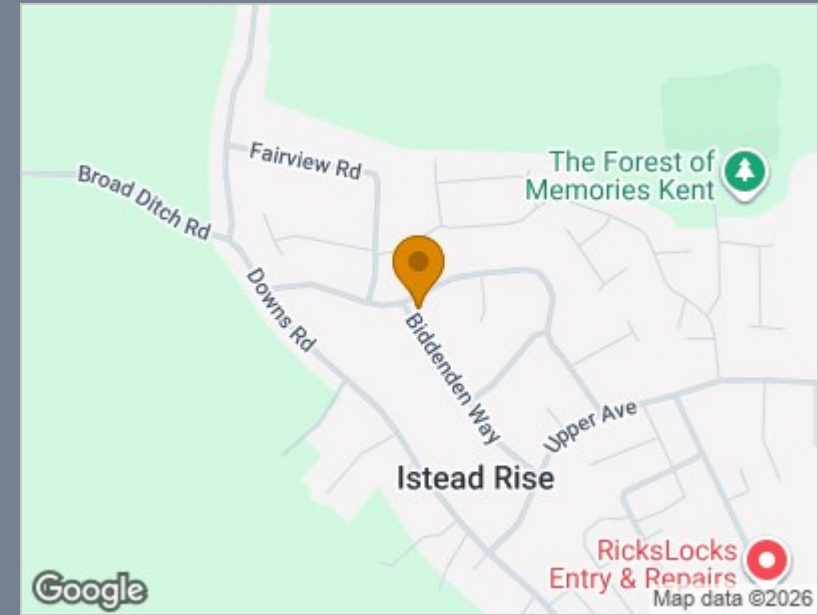 Fairview Rd
The Forest of
Memories Kent
Broad Ditch Rd
Downs Rd
Biddenden Way
Upper Ave
Istead Rise
RicksLocks
Entry & Repairs
Google
Map data ©2026